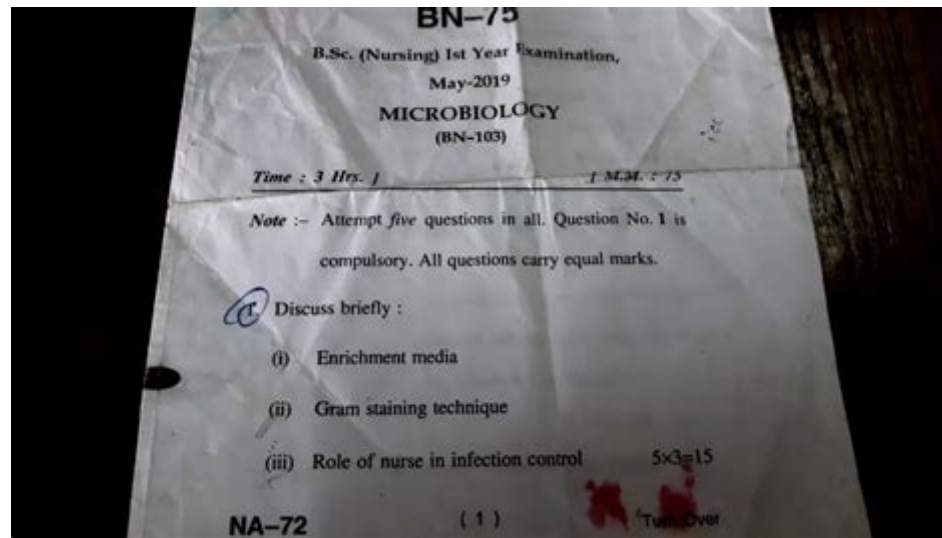 BN–75
B.Sc. (Nursing) Ist Year Examination,
May-2019
MICROBIOLOGY
(BN–103)
Time : 3 Hrs. ] [ M.M. : 75
Note :– Attempt five questions in all. Question No. 1 is
compulsory. All questions carry equal marks.
1. Discuss briefly :
(i) Enrichment media
(ii) Gram staining technique
(iii) Role of nurse in infection control 5×3=15
NA–72 ( 1 ) Turn Over